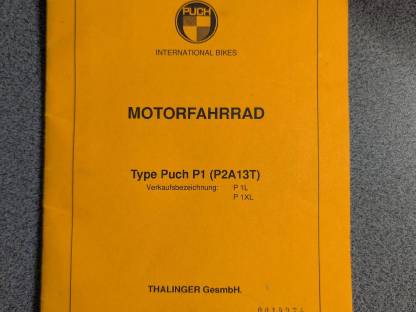 PUCH
INTERNATIONAL BIKES
MOTORFAHRRAD
Type Puch P1 (P2A13T)
Verkaufsbezeichnung: P 1L
P 1XL
THALINGER GesmbH.